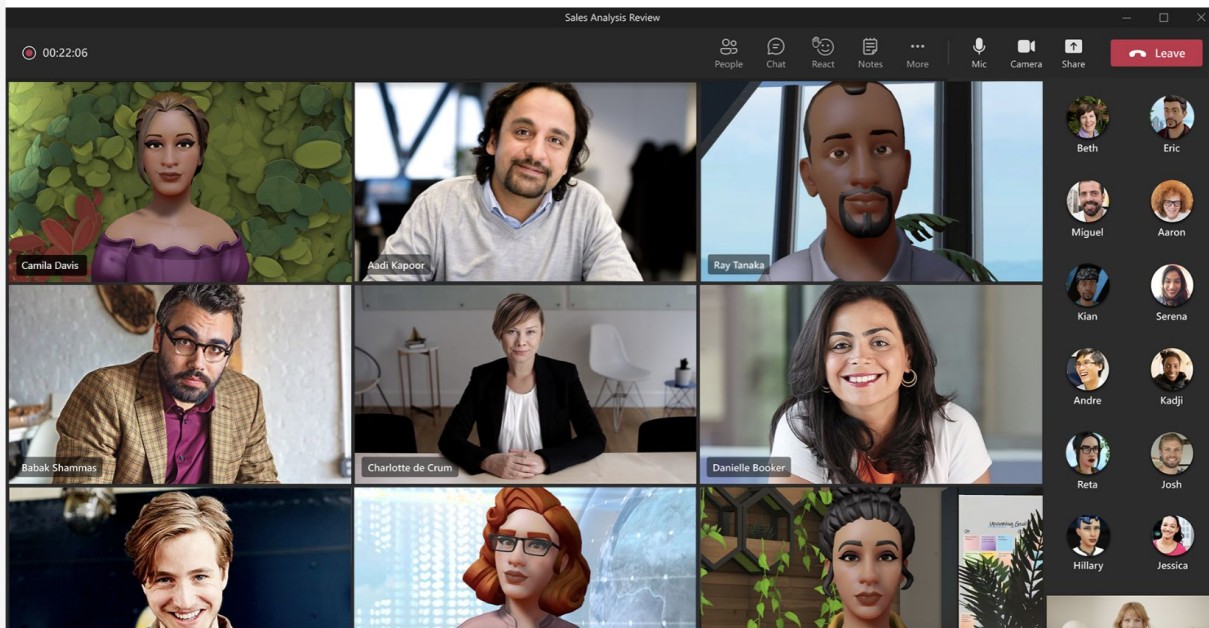 Sales Analysis Review
00:22:06
People
Chat
React
Notes
More
Mic
Camera
Share
Leave
Camila Davis
Aadi Kapoor
Ray Tanaka
Beth
Eric
Miguel
Aaron
Kian
Serena
Babak Shammas
Charlotte de Crum
Danielle Booker
Andre
Kadji
Reta
Josh
Hillary
Jessica
Upcoming Goals